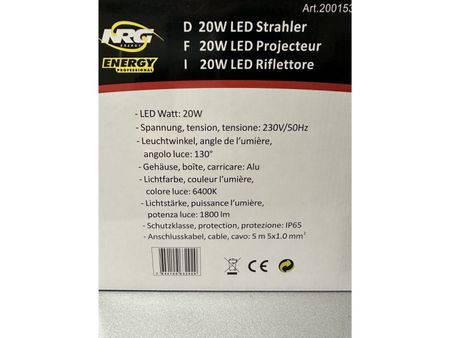 Art.200153
NRG
ENERGY
ENERGY
PROFESSIONAL
D 20W LED Strahler
F 20W LED Projecteur
I 20W LED Riflettore
- LED Watt: 20W
- Spannung, tension, tensione: 230V/50Hz
- Leuchtwinkel, angle de l'umière,
angolo luce: 130°
- Gehäuse, boîte, carricare: Alu
- Lichtfarbe, couleur l'umière,
colore luce: 6400K
- Lichtstärke, puissance l'umière,
potenza luce: 1800 lm
- Schutzklasse, protection, protezione: IP65
- Anschlusskabel, cable, cavo: 5 m 5x1.0 mm²
CE